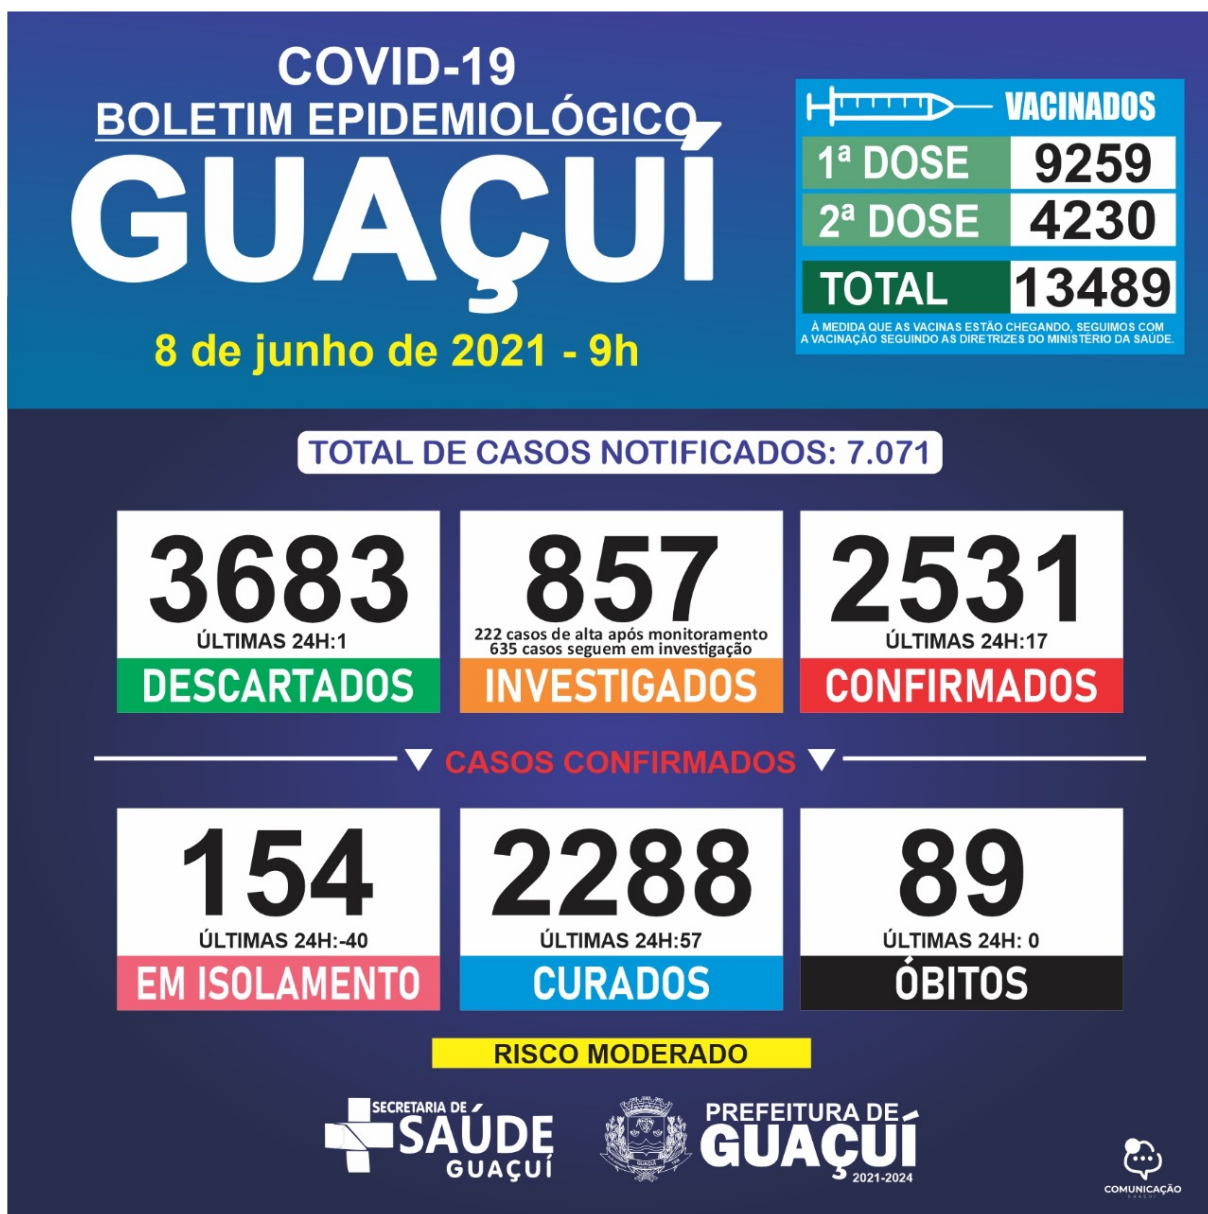 COVID-19
BOLETIM EPIDEMIOLÓGICO
GUAÇUÍ
8 de junho de 2021 - 9h
VACINADOS
1ª DOSE 9259
2ª DOSE 4230
TOTAL 13489
À MEDIDA QUE AS VACINAS ESTÃO CHEGANDO, SEGUIMOS COM
A VACINAÇÃO SEGUINDO AS DIRETRIZES DO MINISTÉRIO DA SAÚDE.
TOTAL DE CASOS NOTIFICADOS: 7.071
3683
ÚLTIMAS 24H:1
DESCARTADOS
857
222 casos de alta após monitoramento
635 casos seguem em investigação
INVESTIGADOS
2531
ÚLTIMAS 24H:17
CONFIRMADOS
CASOS CONFIRMADOS
154
ÚLTIMAS 24H:-40
EM ISOLAMENTO
2288
ÚLTIMAS 24H:57
CURADOS
89
ÚLTIMAS 24H: 0
ÓBITOS
RISCO MODERADO
SECRETARIA DE
SAÚDE
GUAÇUÍ
PREFEITURA DE
GUAÇUÍ
2021-2024
COMUNICAÇÃO
GUAÇUÍ